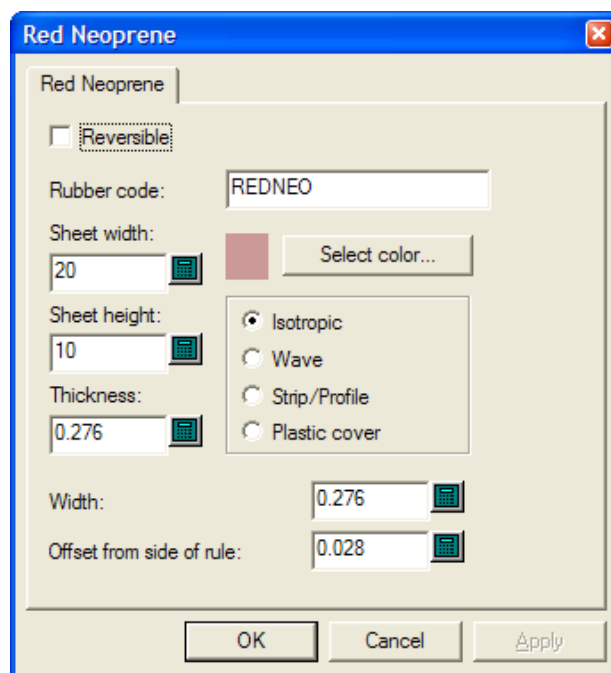 Red Neoprene
Red Neoprene
Reversible
Rubber code: REDNEO
Sheet width:
20
Select color...
Sheet height:
10
Isotropic
Wave
Thickness:
0.276
Strip/Profile
Plastic cover
Width: 0.276
Offset from side of rule: 0.028
OK Cancel Apply